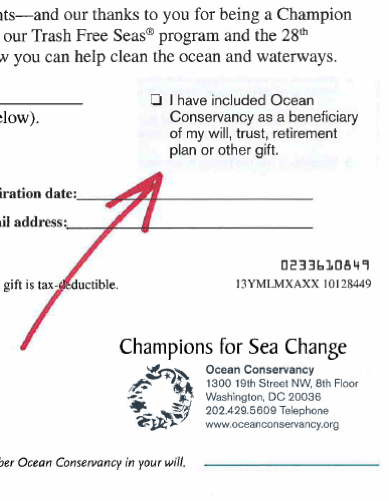 nts—and our thanks to you for being a Champion
our Trash Free Seas® program and the 28th
w you can help clean the ocean and waterways.
❑ I have included Ocean
Conservancy as a beneficiary
of my will, trust, retirement
plan or other gift.
elow).
iration date:
il address:
0233610849
gift is tax-deductible.
13YMLMXAXX 10128449
Champions for Sea Change
Ocean Conservancy
1300 19th Street NW, 8th Floor
Washington, DC 20036
202.429.5609 Telephone
www.oceanconservancy.org
ber Ocean Conservancy in your will,